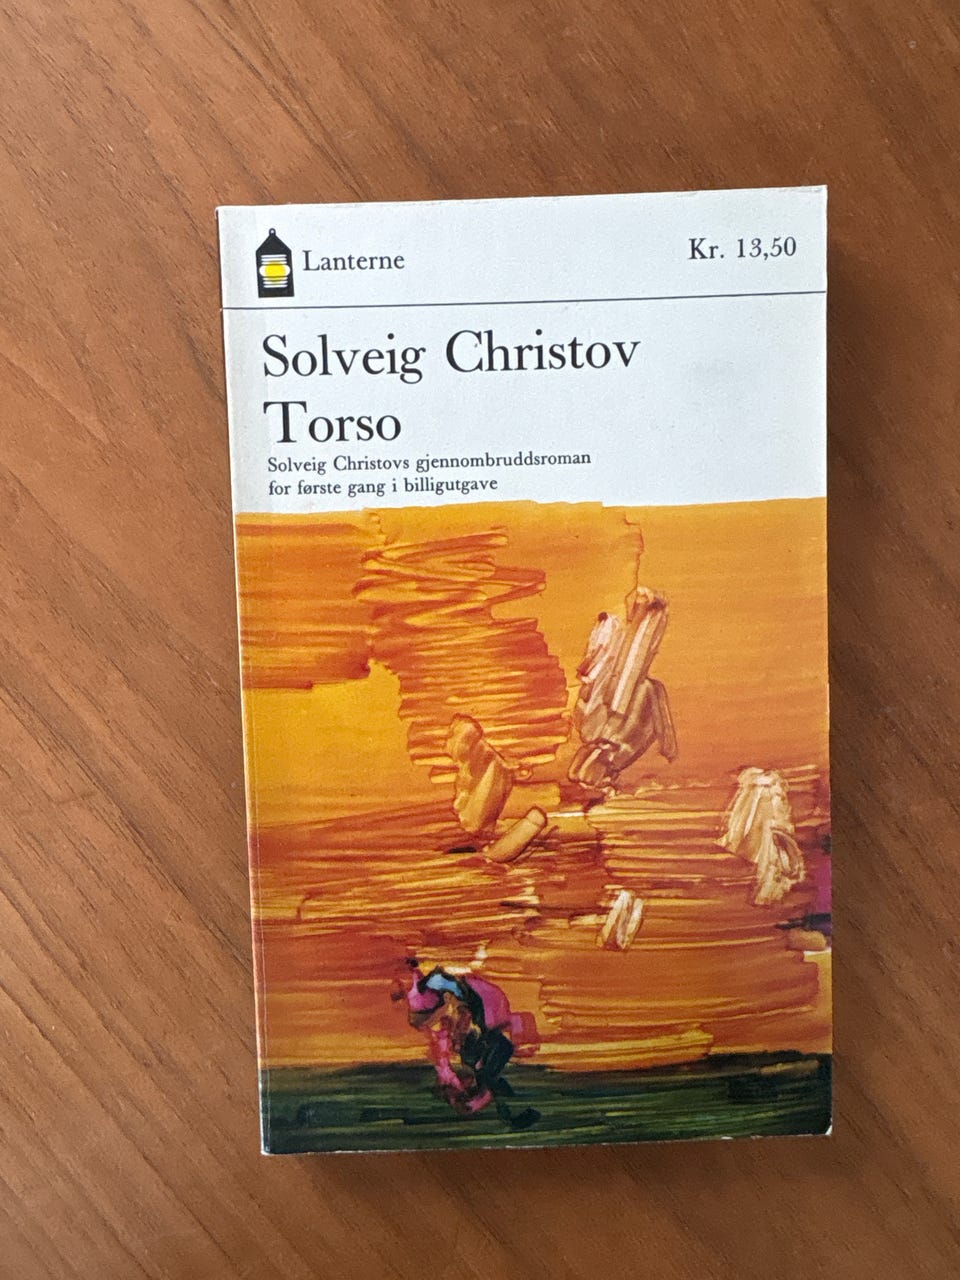 Lanterne
Kr. 13,50
Solveig Christov
Torso
Solveig Christovs gjennombruddsroman
for første gang i billigutgave